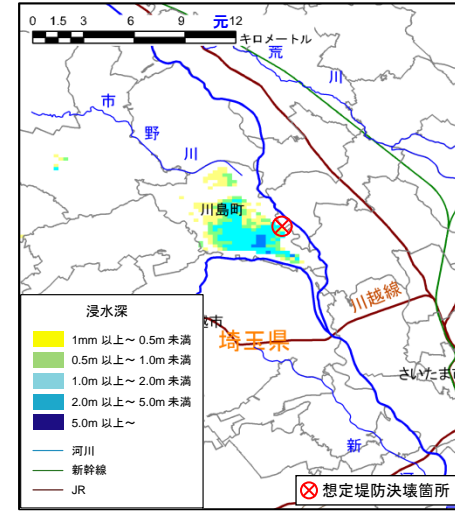 元
0 1.5 3 6 9 12
キロメートル
荒
川
市
野
川
川島町
川越線
埼玉県
さいたま
新
浸水深
1mm 以上～ 0.5m 未満
0.5m 以上～ 1.0m 未満
1.0m 以上～ 2.0m 未満
2.0m 以上～ 5.0m 未満
5.0m 以上～
河川
新幹線
JR
想定堤防決壊箇所